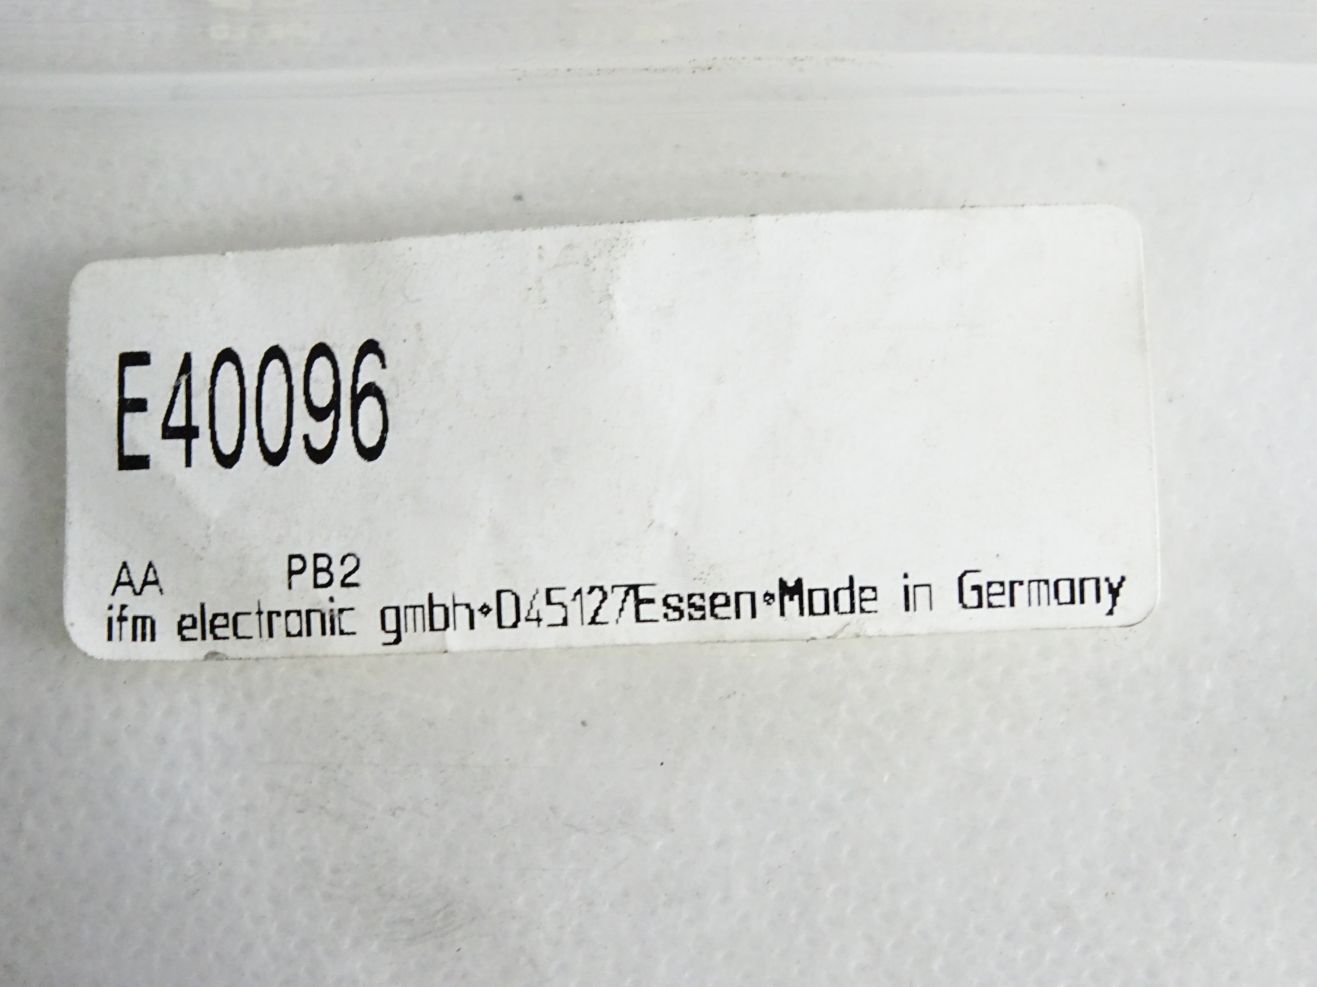 E40096
AA PB2
ifm electronic gmbh•D45127Essen•Made in Germany